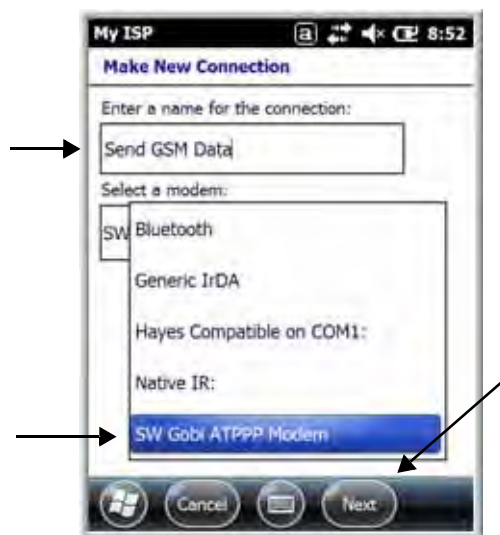 My ISP a 8:52
Make New Connection
Enter a name for the connection:
Send GSM Data
Select a modem:
SW
Bluetooth
Generic IrDA
Hayes Compatible on COM1:
Native IR:
SW Gobi ATPPP Modem
Cancel Next